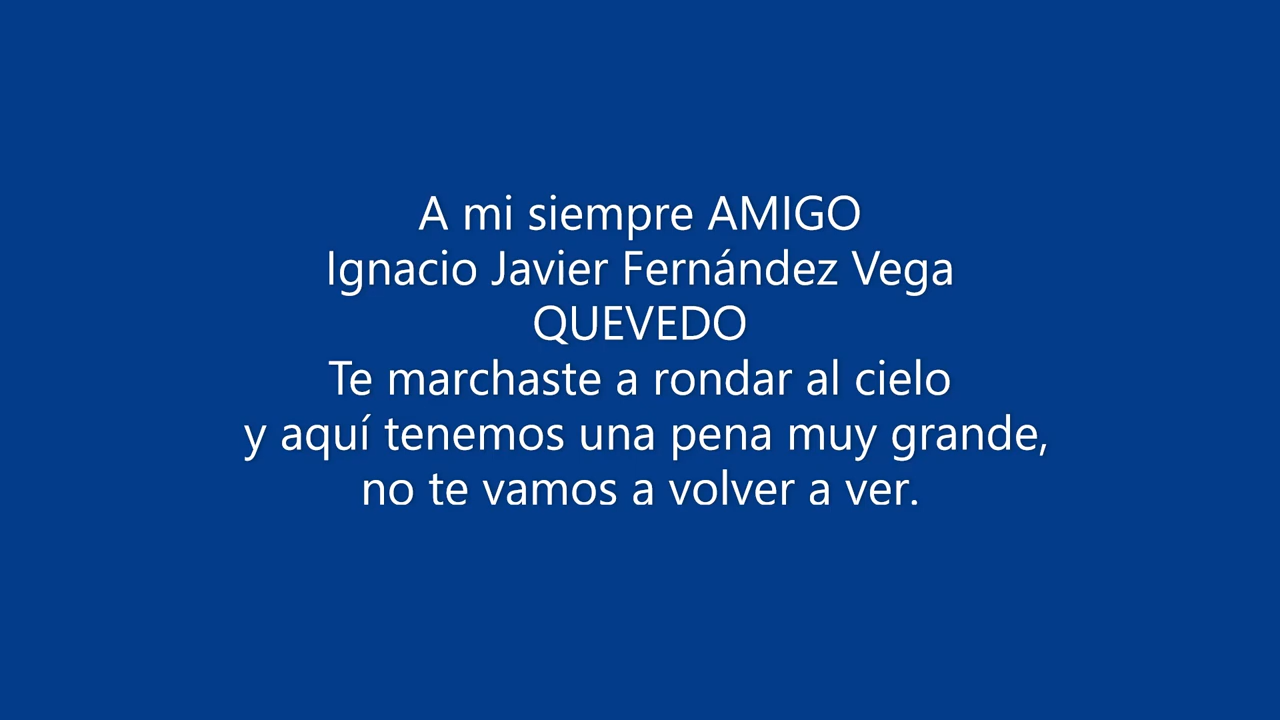 A mi siempre AMIGO
Ignacio Javier Fernández Vega
QUEVEDO
Te marchaste a rondar al cielo
y aquí tenemos una pena muy grande,
no te vamos a volver a ver.